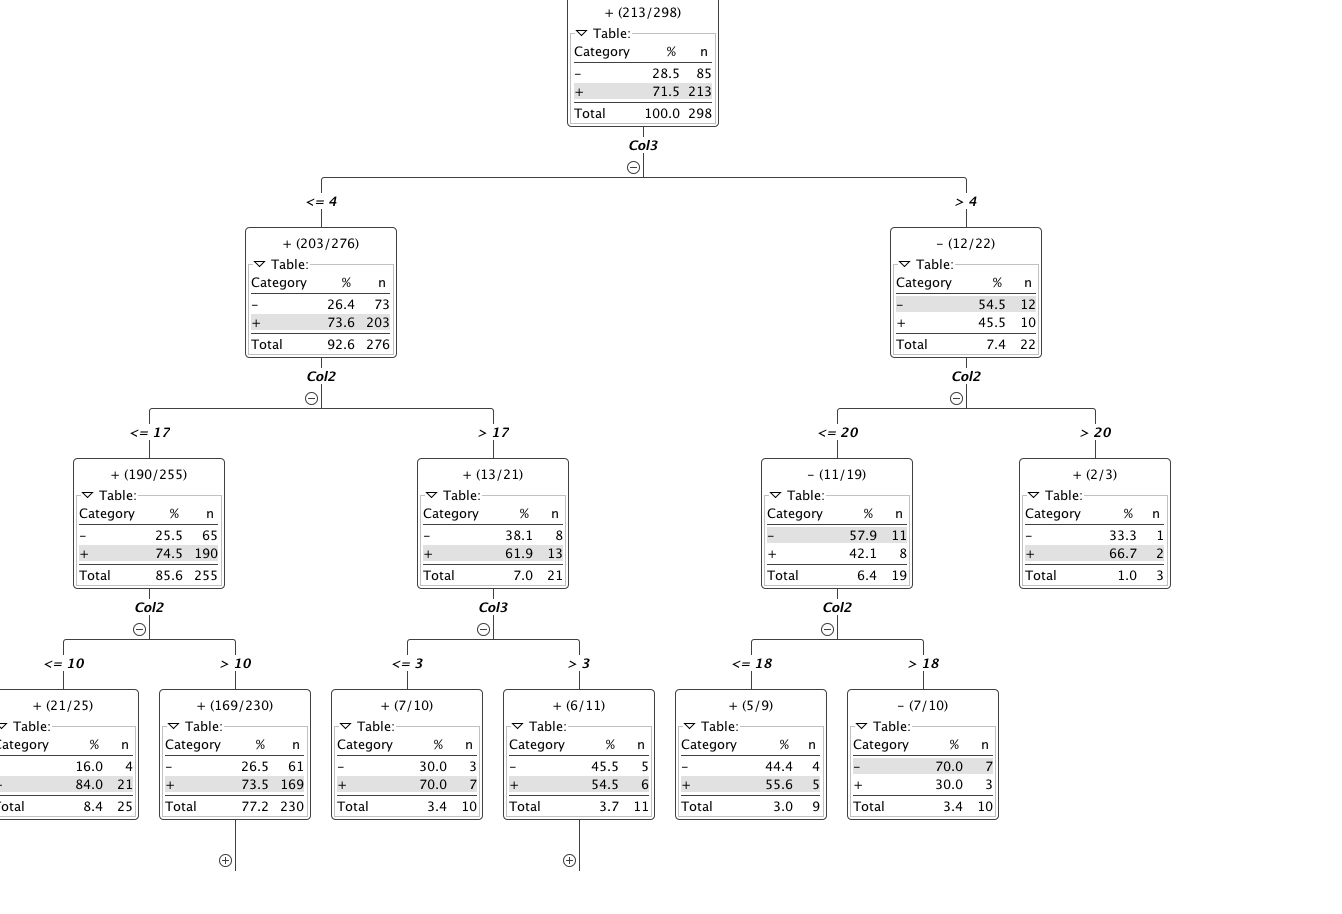 + (213/298)
Table:
Category % n
– 28.5 85
+ 71.5 213
Total 100.0 298
Col3
<= 4 > 4
+ (203/276)
Table:
Category % n
– 26.4 73
+ 73.6 203
Total 92.6 276
Col2
– (12/22)
Table:
Category % n
– 54.5 12
+ 45.5 10
Total 7.4 22
Col2
<= 17 > 17 <= 20 > 20
+ (190/255)
Table:
Category % n
– 25.5 65
+ 74.5 190
Total 85.6 255
Col2
+ (13/21)
Table:
Category % n
– 38.1 8
+ 61.9 13
Total 7.0 21
Col3
– (11/19)
Table:
Category % n
– 57.9 11
+ 42.1 8
Total 6.4 19
Col2
+ (2/3)
Table:
Category % n
– 33.3 1
+ 66.7 2
Total 1.0 3
<= 10 > 10 <= 3 > 3 <= 18 > 18
+ (21/25)
Table:
ategory % n
16.0 4
84.0 21
otal 8.4 25
+ (169/230)
Table:
Category % n
– 26.5 61
+ 73.5 169
Total 77.2 230
+ (7/10)
Table:
Category % n
– 30.0 3
+ 70.0 7
Total 3.4 10
+ (6/11)
Table:
Category % n
– 45.5 5
+ 54.5 6
Total 3.7 11
+ (5/9)
Table:
Category % n
– 44.4 4
+ 55.6 5
Total 3.0 9
– (7/10)
Table:
Category % n
– 70.0 7
+ 30.0 3
Total 3.4 10